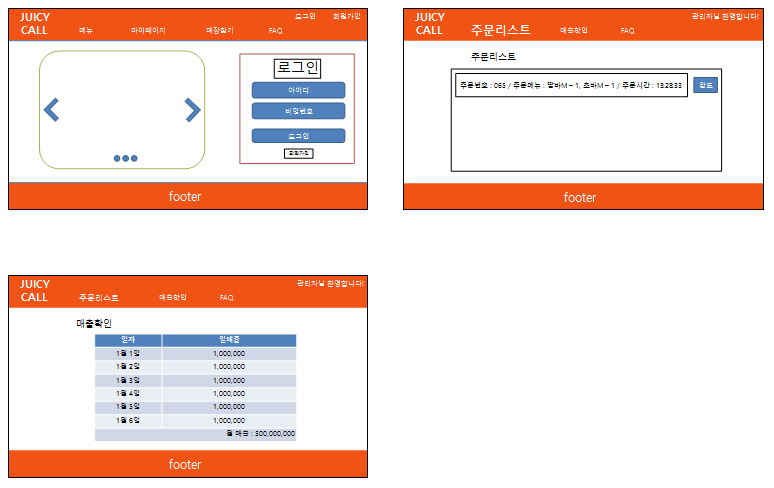 JUICY
CALL
로그인 회원가입
메뉴 마이페이지 매장찾기 FAQ
로그인
아이디
비밀번호
로그인
회원가입
footer
JUICY
CALL
관리자님 환영합니다!
주문리스트 매출확인 FAQ
주문리스트
주문번호 : 065 / 주문메뉴 : 딸바M – 1, 초바M – 1 / 주문시간 : 132833
완료
footer
JUICY
CALL
관리자님 환영합니다!
주문리스트 매출확인 FAQ
매출확인
일자 일매출
1월 1일 1,000,000
1월 2일 1,000,000
1월 3일 1,000,000
1월 4일 1,000,000
1월 5일 1,000,000
1월 6일 1,000,000
월 매출 : 500,000,000
footer